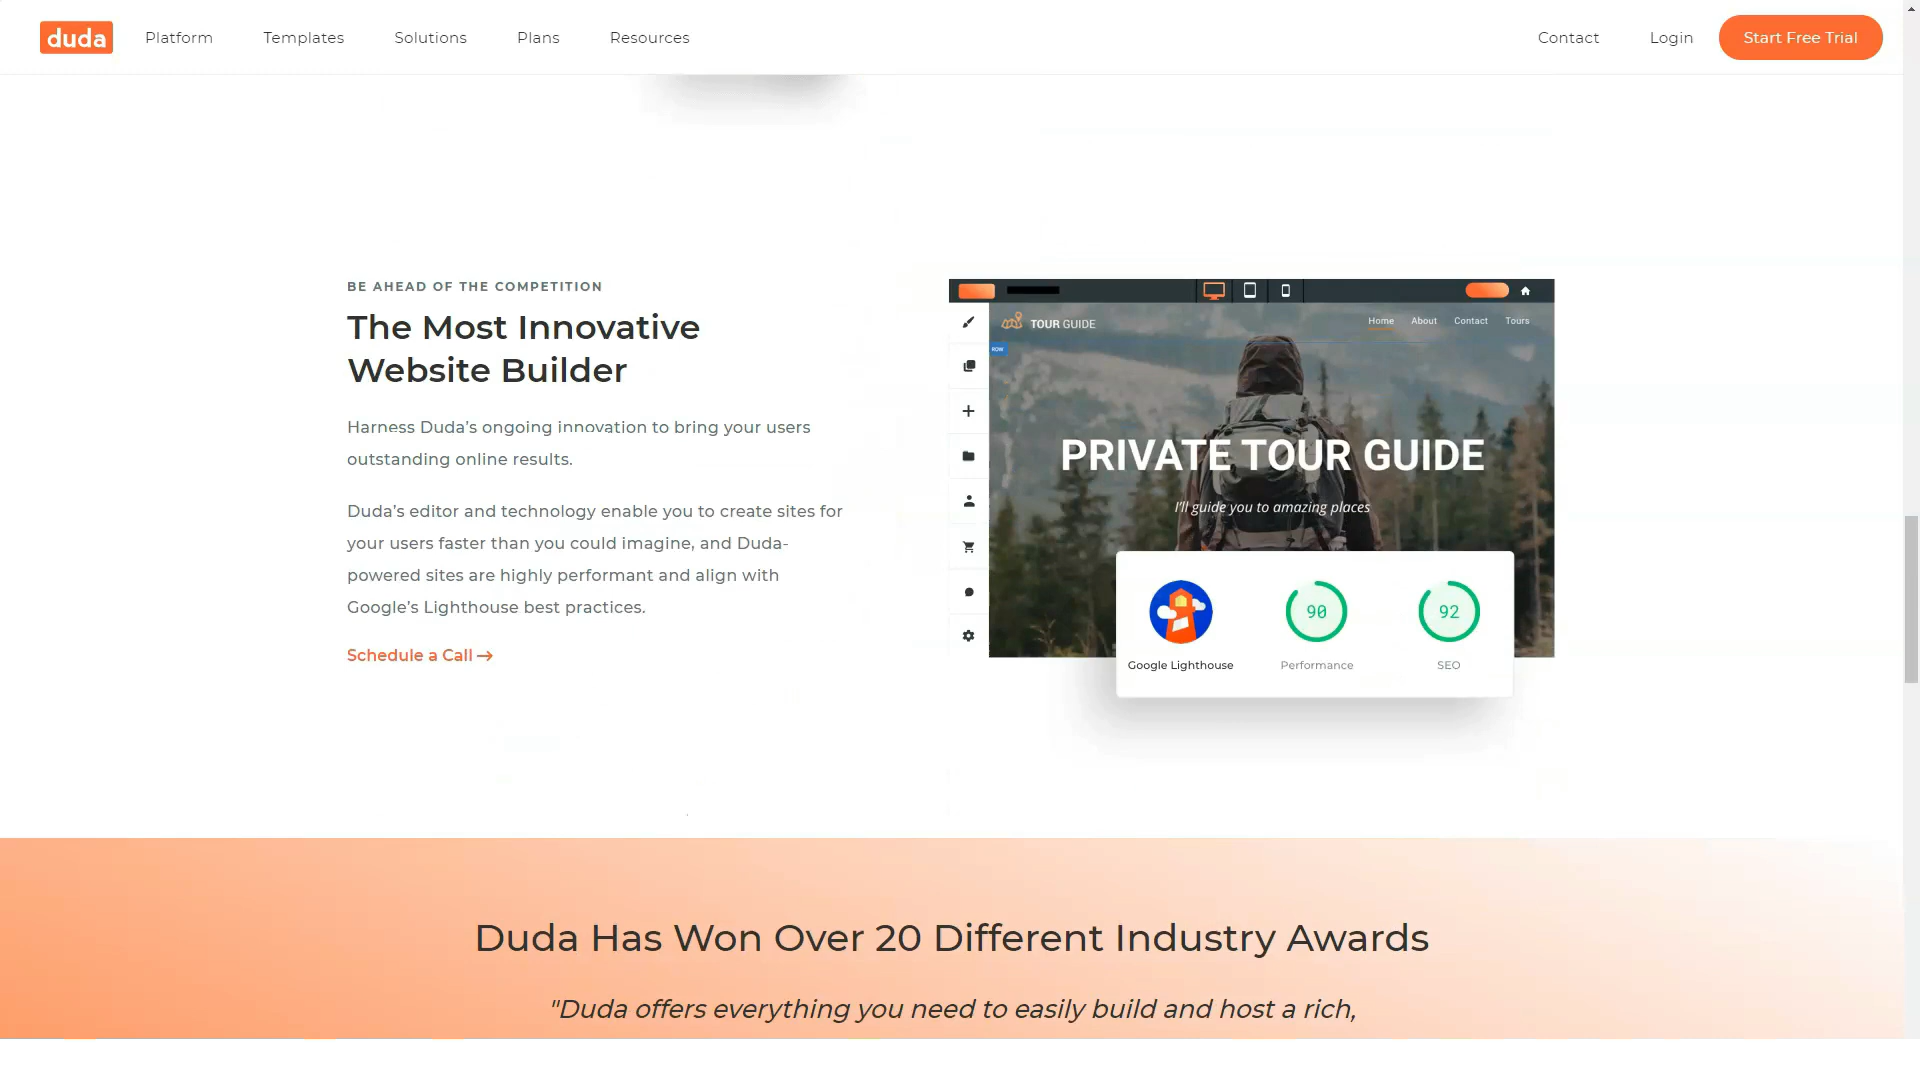 duda
Platform
Templates
Solutions
Plans
Resources
Contact
Login
Start Free Trial
BE AHEAD OF THE COMPETITION
The Most Innovative
Website Builder
Harness Duda’s ongoing innovation to bring your users
outstanding online results.
Duda’s editor and technology enable you to create sites for
your users faster than you could imagine, and Duda-
powered sites are highly performant and align with
Google’s Lighthouse best practices.
Schedule a Call
TOUR GUIDE
Home
About
Contact
Tours
ROW
PRIVATE TOUR GUIDE
I'll guide you to amazing places
90
92
Google Lighthouse
Performance
SEO
Duda Has Won Over 20 Different Industry Awards
"Duda offers everything you need to easily build and host a rich,